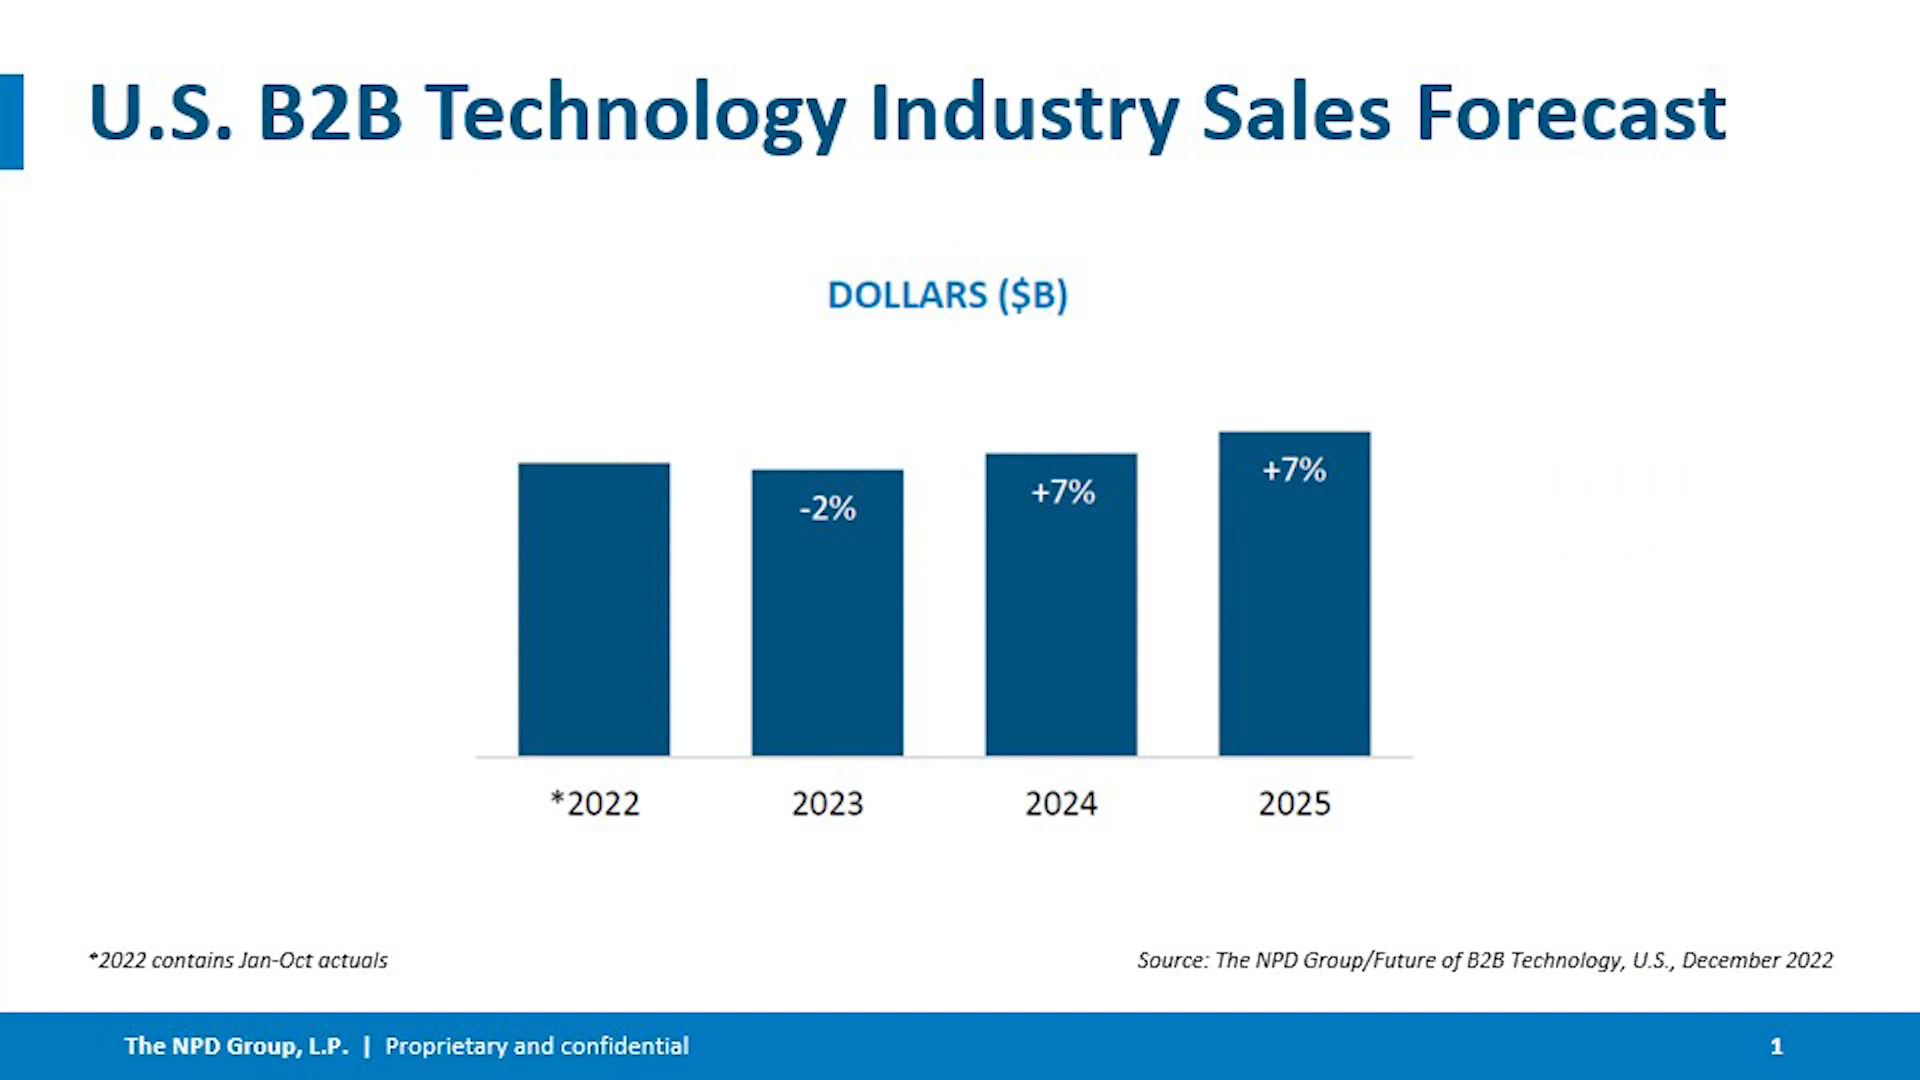 U.S. B2B Technology Industry Sales Forecast
DOLLARS ($B)
-2%
+7%
+7%
*2022
2023
2024
2025
*2022 contains Jan-Oct actuals
Source: The NPD Group/Future of B2B Technology, U.S., December 2022
The NPD Group, L.P. | Proprietary and confidential
1